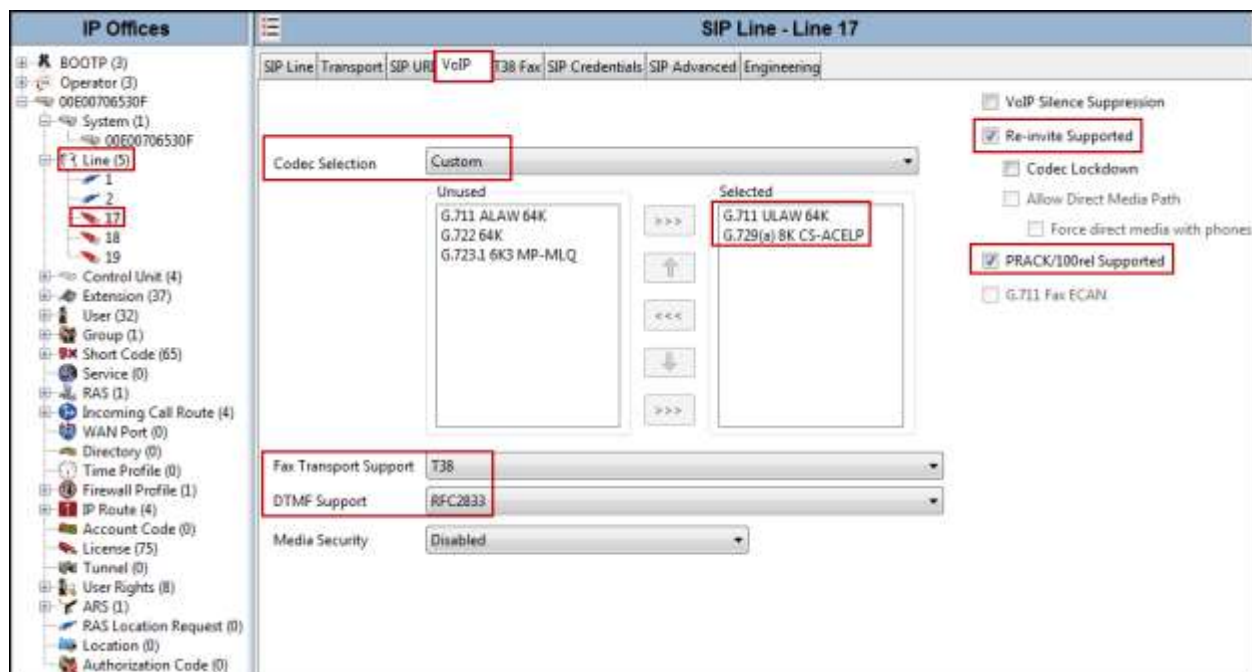 IP Offices
BOOTP (3)
Operator (3)
00E00706530F
System (1)
00E00706530F
Line (5)
1
2
17
18
19
Control Unit (4)
Extension (37)
User (32)
Group (1)
Short Code (65)
Service (0)
RAS (1)
Incoming Call Route (4)
WAN Port (0)
Directory (0)
Time Profile (0)
Firewall Profile (1)
IP Route (4)
Account Code (0)
License (75)
Tunnel (0)
User Rights (8)
ARS (1)
RAS Location Request (0)
Location (0)
Authorization Code (0)
SIP Line - Line 17
SIP Line Transport SIP URI VoIP T38 Fax SIP Credentials SIP Advanced Engineering
Codec Selection Custom
Unused
G.711 ALAW 64K
G.722 64K
G.723.1 6K3 MP-MLQ
>>>
<<<
>>>
Selected
G.711 ULAW 64K
G.729(a) 8K CS-ACELP
Fax Transport Support T38
DTMF Support RFC2833
Media Security Disabled
VoIP Silence Suppression
Re-invite Supported
Codec Lockdown
Allow Direct Media Path
Force direct media with phones
PRACK/100rel Supported
G.711 Fax ECAN